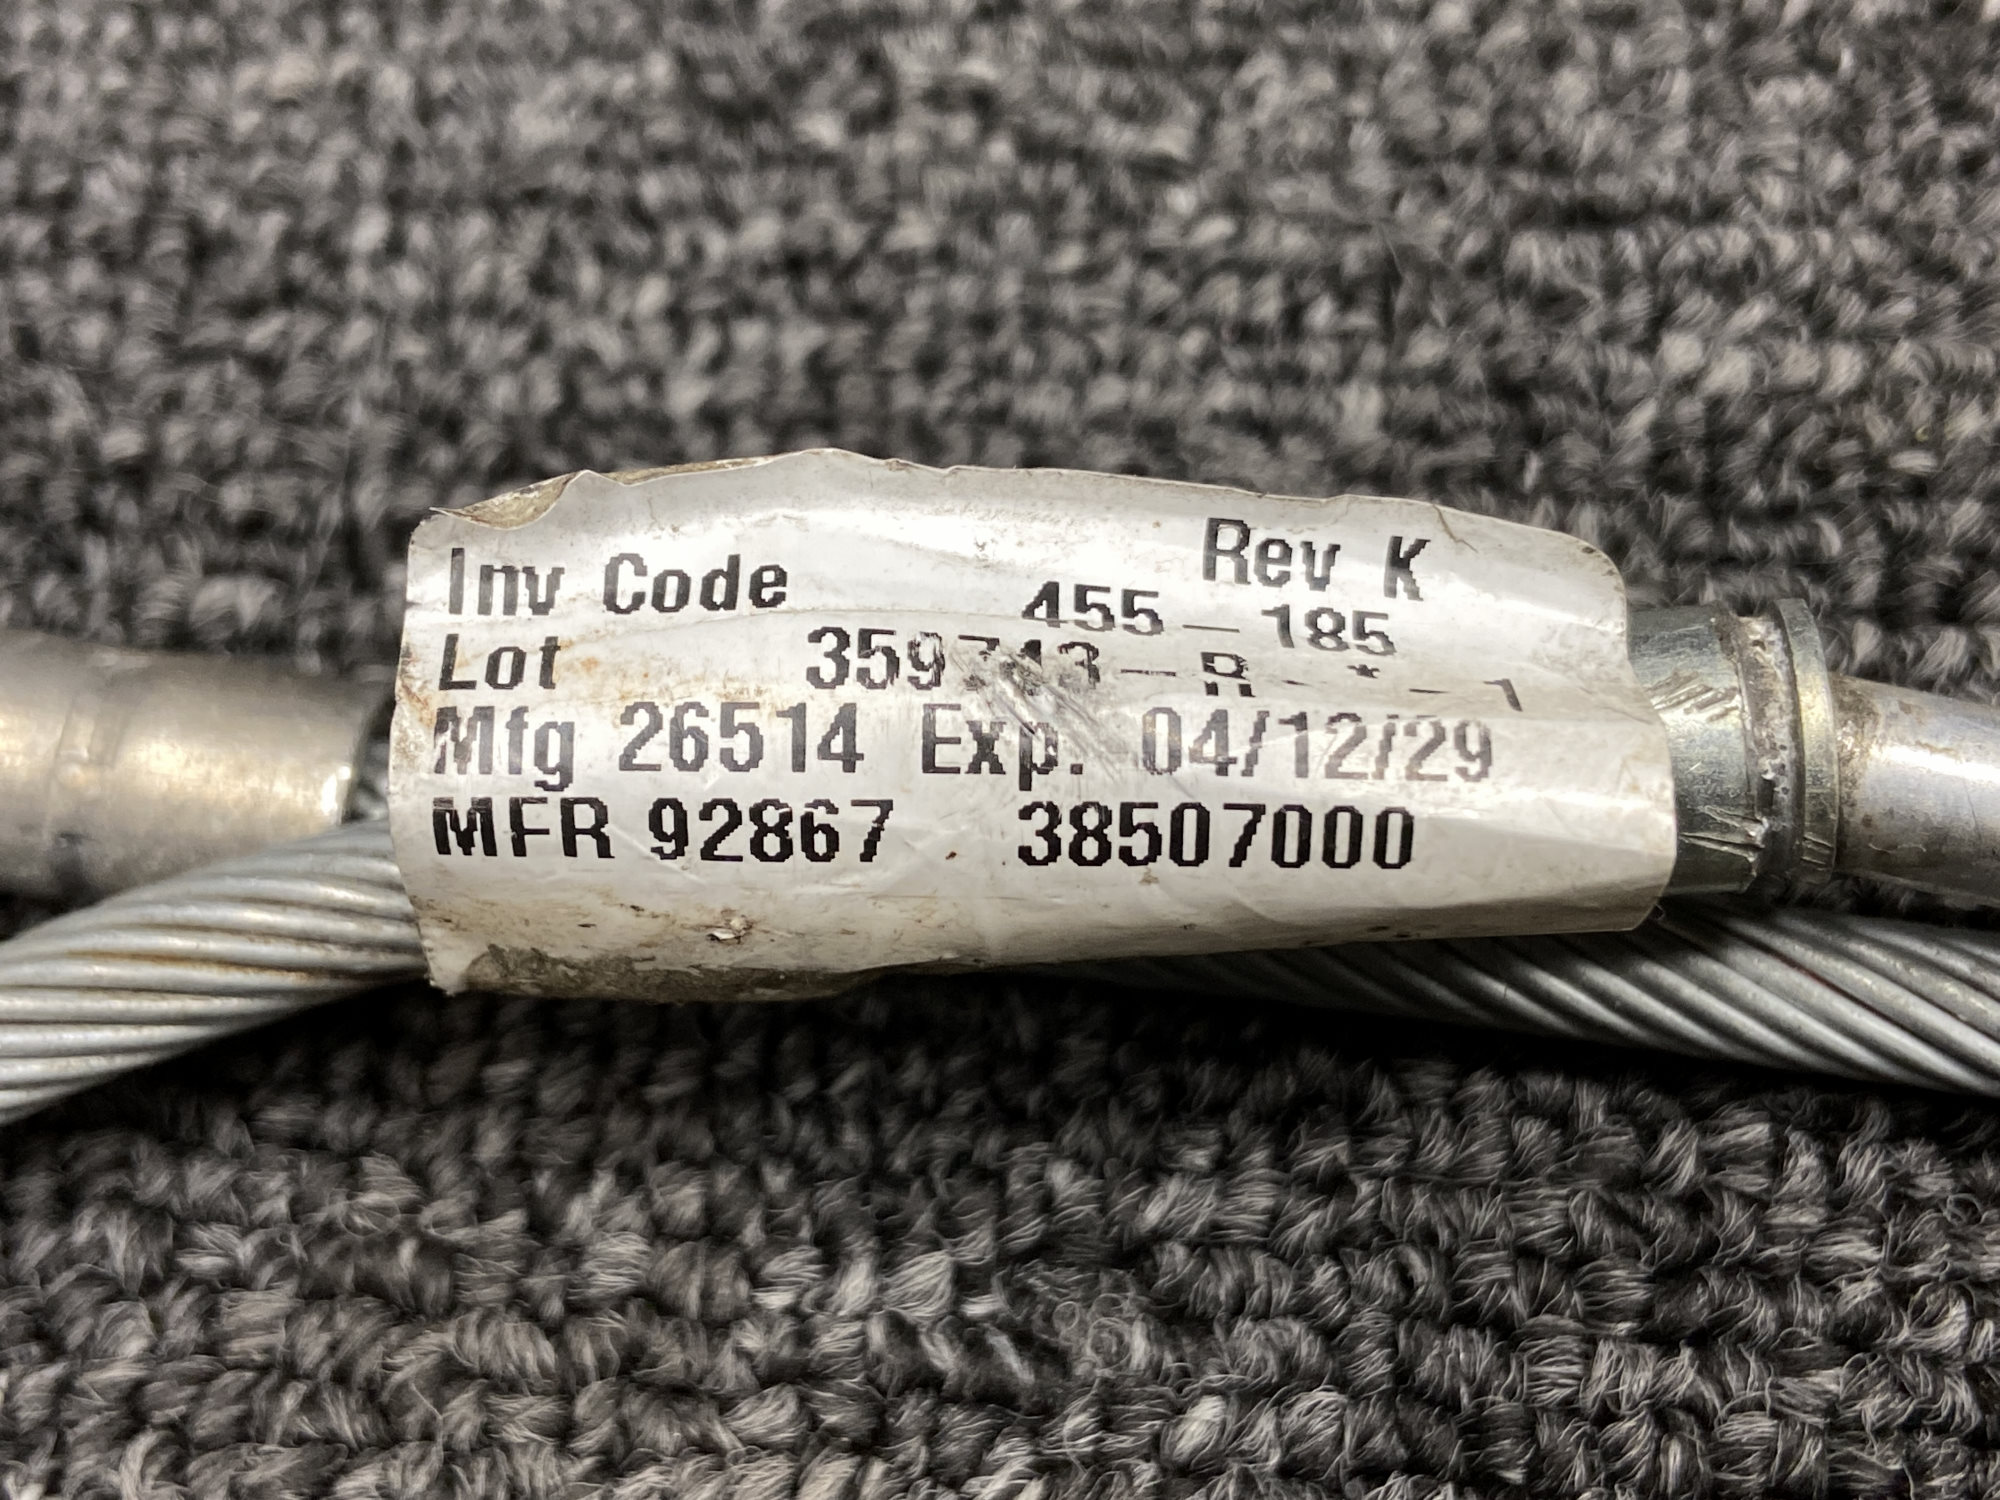 Rev K
Inv Code 455-185
Lot
Mfg 26514 Exp. 04/12/29
MFR 92867 38507000